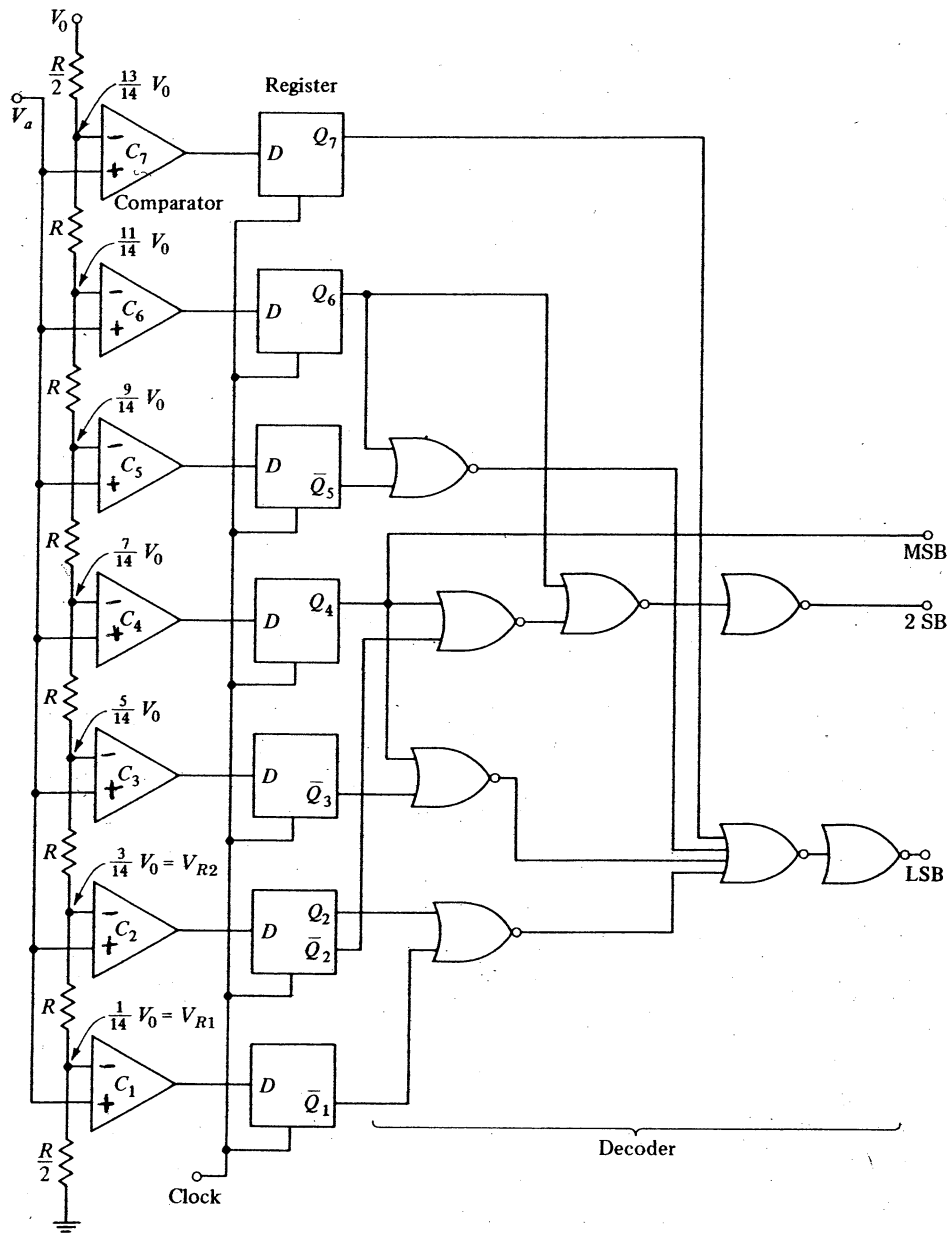 V₀
R/2
13/14 V₀
Register
Vₐ
−
C₇
+
D
Q₇
Comparator
R
11/14 V₀
−
C₆
+
D
Q₆
R
9/14 V₀
−
C₅
+
D
Q̅₅
R
7/14 V₀
MSB
−
C₄
+
D
Q₄
2 SB
R
5/14 V₀
−
C₃
+
D
Q̅₃
R
3/14 V₀ = V_R2
LSB
−
C₂
+
D
Q₂
Q̅₂
R
1/14 V₀ = V_R1
−
C₁
+
D
Q̅₁
R/2
Decoder
Clock